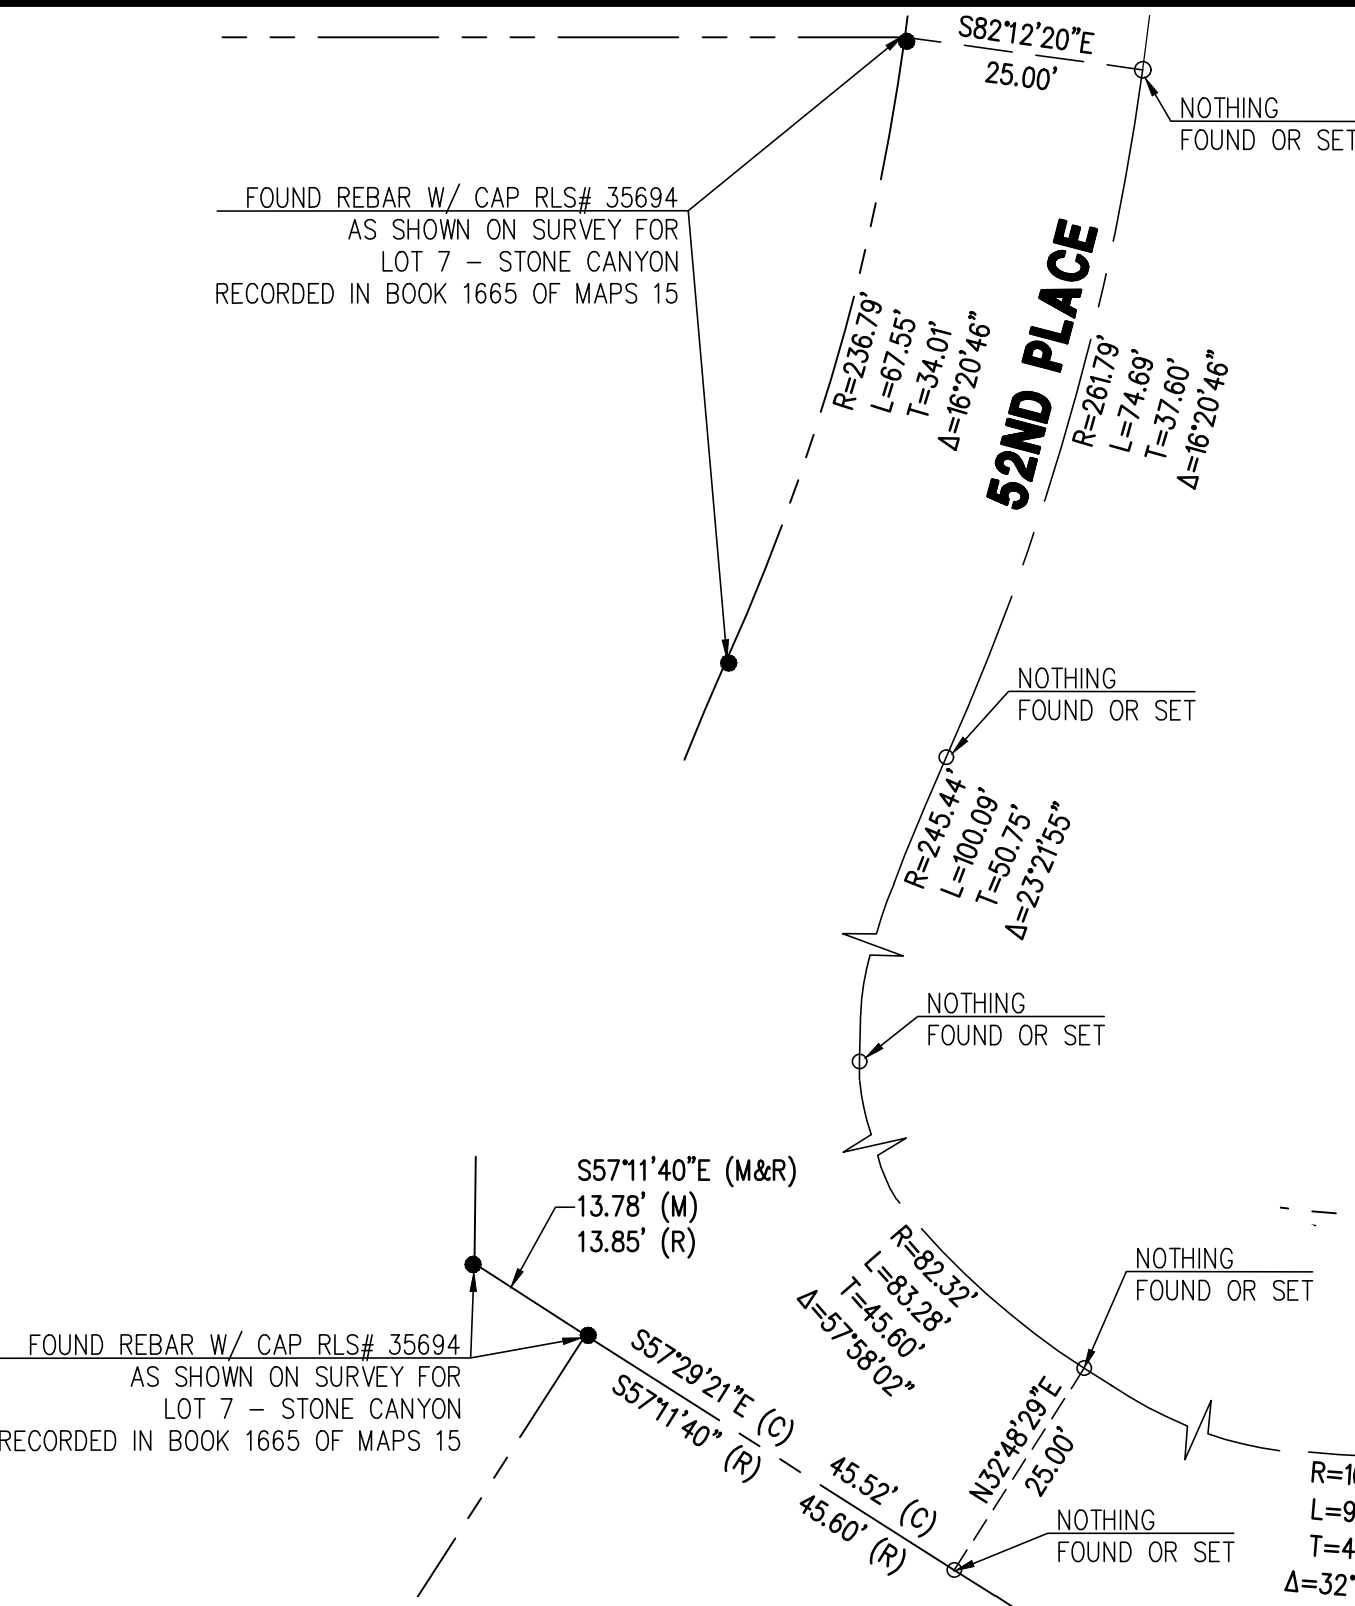 S82°12'20"E
25.00'
NOTHING
FOUND OR SET
FOUND REBAR W/ CAP RLS# 35694
AS SHOWN ON SURVEY FOR
LOT 7 – STONE CANYON
RECORDED IN BOOK 1665 OF MAPS 15
R=236.79'
L=67.55'
T=34.01'
Δ=16°20'46"
52ND PLACE
R=261.79'
L=74.69'
T=37.60'
Δ=16°20'46"
NOTHING
FOUND OR SET
R=245.44'
L=100.09'
T=50.75'
Δ=23°21'55"
NOTHING
FOUND OR SET
S57°11'40"E (M&R)
13.78' (M)
13.85' (R)
R=82.32'
L=83.28'
T=45.60'
Δ=57°58'02"
NOTHING
FOUND OR SET
FOUND REBAR W/ CAP RLS# 35694
AS SHOWN ON SURVEY FOR
LOT 7 – STONE CANYON
RECORDED IN BOOK 1665 OF MAPS 15
S57°29'21"E (C)
S57°11'40" (R)
45.52' (C)
45.60' (R)
N32°48'29"E
25.00'
NOTHING
FOUND OR SET
L=9
T=4
Δ=32°